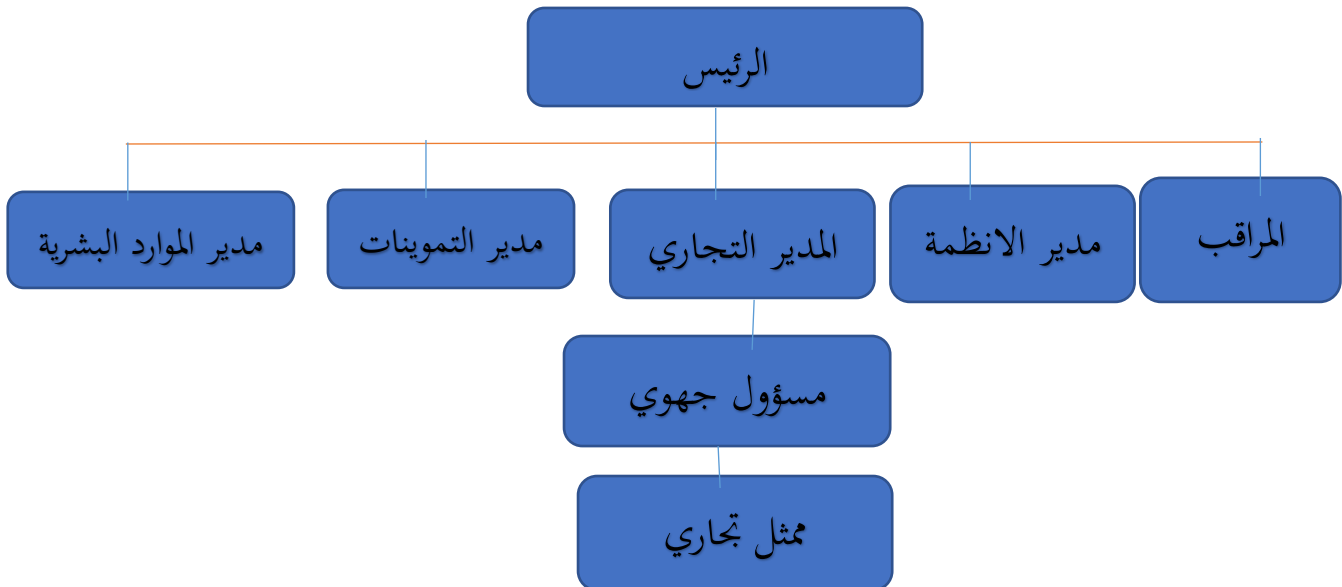 الرئيس
المراقب
مدير الانظمة
المدير التجاري
مدير التموينات
مدير الموارد البشرية
مسؤول جهوي
ممثل تجاري